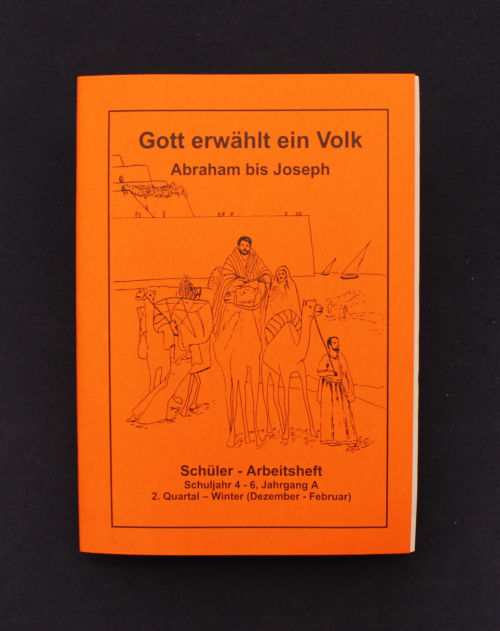 Gott erwählt ein Volk
Abraham bis Joseph
Schüler - Arbeitsheft
Schuljahr 4 - 6, Jahrgang A
2. Quartal – Winter (Dezember - Februar)